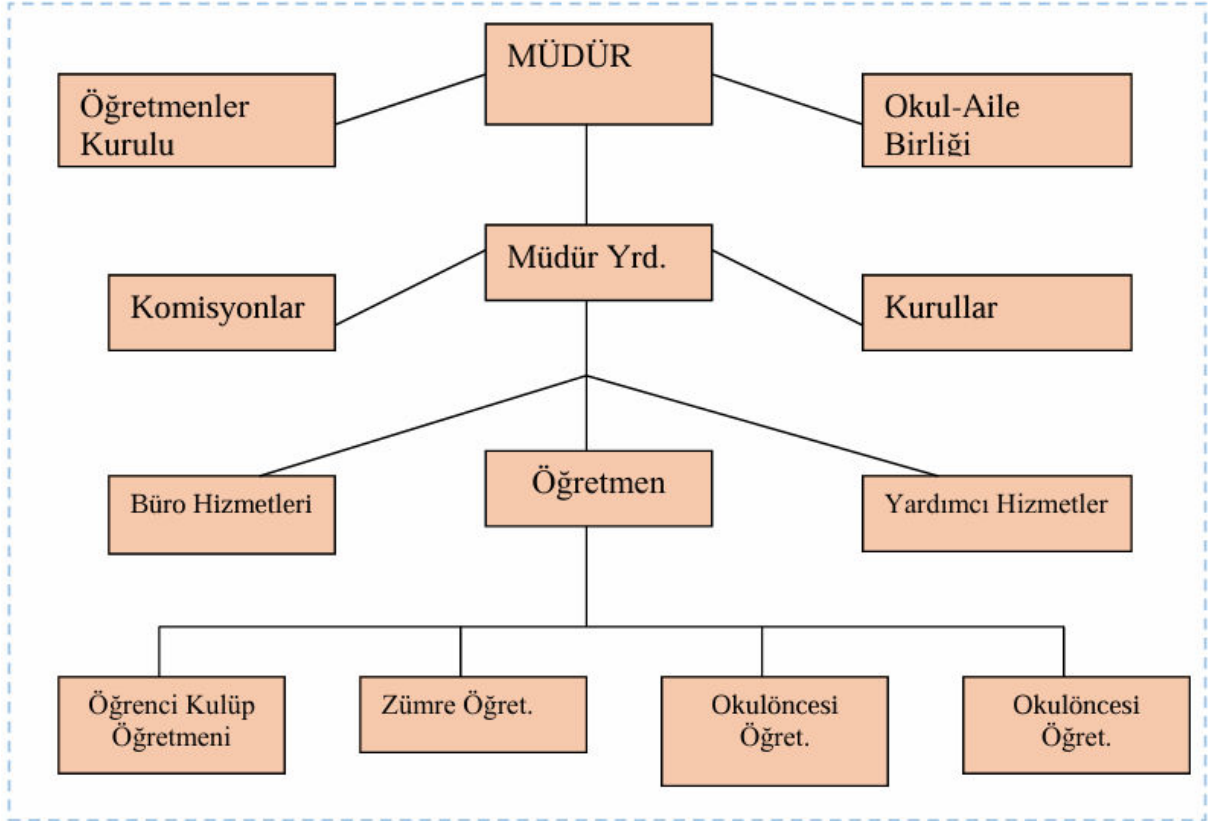 MÜDÜR
Öğretmenler
Kurulu
Okul-Aile
Birliği
Müdür Yrd.
Komisyonlar
Kurullar
Büro Hizmetleri
Öğretmen
Yardımcı Hizmetler
Öğrenci Kulüp
Öğretmeni
Zümre Öğret.
Okulöncesi
Öğret.
Okulöncesi
Öğret.